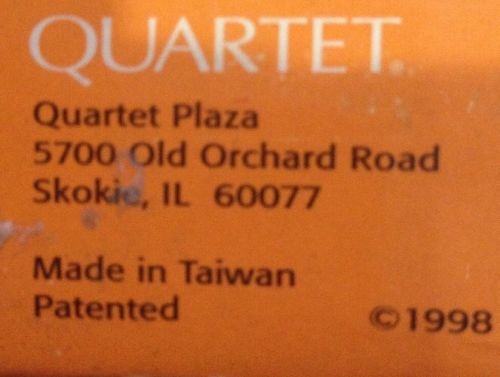 QUARTET®
Quartet Plaza
5700 Old Orchard Road
Skokie, IL 60077
Made in Taiwan
Patented
©1998